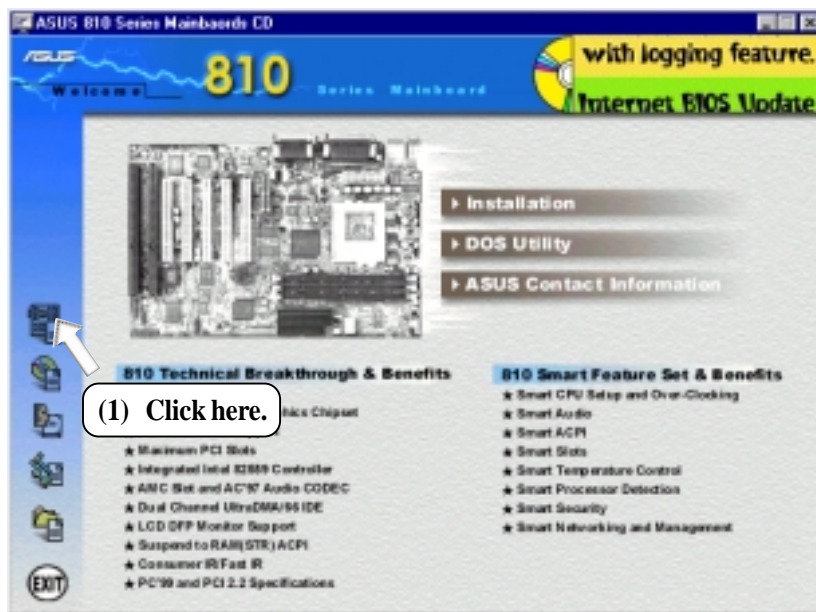 ASUS 810 Series Mainbaords CD
ASUS
Welcome
810
Series Mainboard
with logging feature.
Internet BIOS Update
Installation
DOS Utility
ASUS Contact Information
810 Technical Breakthrough & Benefits
(1) Click here.
Chipset
★ Maximum PCI Slots
★ Integrated Intel 82559 Controller
★ AMC Slot and AC'97 Audio CODEC
★ Dual Channel UltraDMA/66 IDE
★ LCD DFP Monitor Support
★ Suspend to RAM(STR) ACPI
★ Consumer IR/Fast IR
★ PC'99 and PCI 2.2 Specifications
810 Smart Feature Set & Benefits
★ Smart CPU Setup and Over-Clocking
★ Smart Audio
★ Smart ACPI
★ Smart Slots
★ Smart Temperature Control
★ Smart Processor Detection
★ Smart Security
★ Smart Networking and Management
EXIT